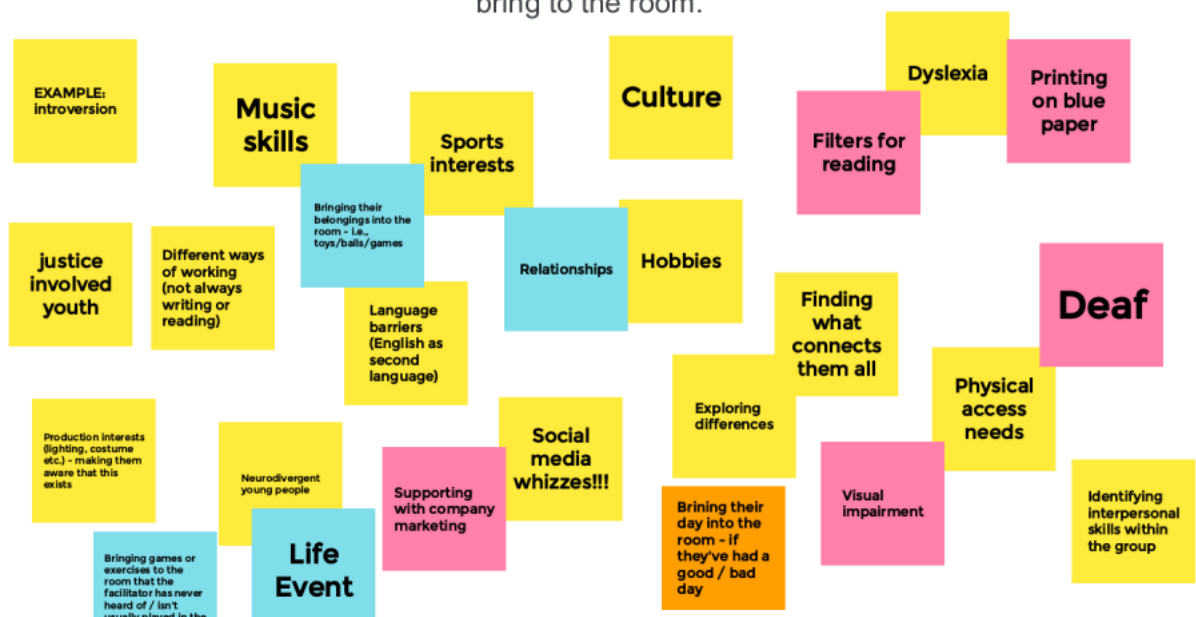 bring to the room.
EXAMPLE:
introversion
Music
skills
Sports
interests
Culture
Dyslexia
Printing
on blue
paper
Filters for
reading
Bringing their
belongings into the
room - i.e.,
toys/balls/games
justice
involved
youth
Different ways
of working
(not always
writing or
reading)
Relationships
Hobbies
Language
barriers
(English as
second
language)
Finding
what
connects
them all
Deaf
Exploring
differences
Physical
access
needs
Production interests
(lighting, costume
etc.) - making them
aware that this
exists
Neurodivergent
young people
Supporting
with company
marketing
Social
media
whizzes!!!
Brining their
day into the
room - if
they've had a
good / bad
day
Visual
impairment
Identifying
interpersonal
skills within
the group
Bringing games or
exercises to the
room that the
facilitator has never
heard of / isn't
usually played in the
Life
Event